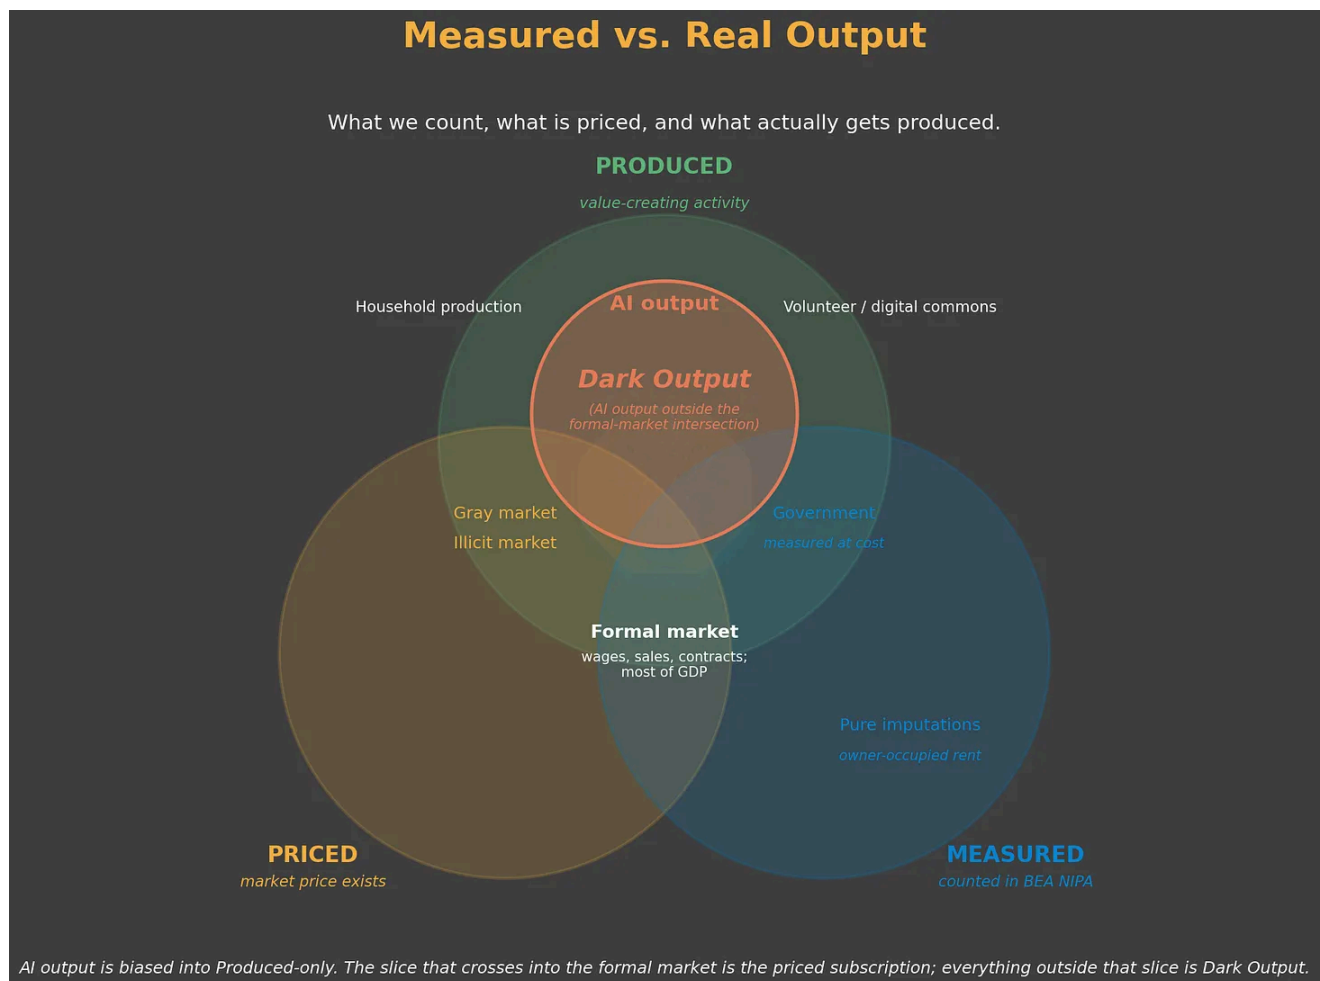 Measured vs. Real Output
What we count, what is priced, and what actually gets produced.
PRODUCED
value-creating activity
Household production
AI output
Volunteer / digital commons
Dark Output
(AI output outside the
formal-market intersection)
Gray market
Illicit market
Government
measured at cost
Formal market
wages, sales, contracts;
most of GDP
Pure imputations
owner-occupied rent
PRICED
market price exists
MEASURED
counted in BEA NIPA
AI output is biased into Produced-only. The slice that crosses into the formal market is the priced subscription; everything outside that slice is Dark Output.